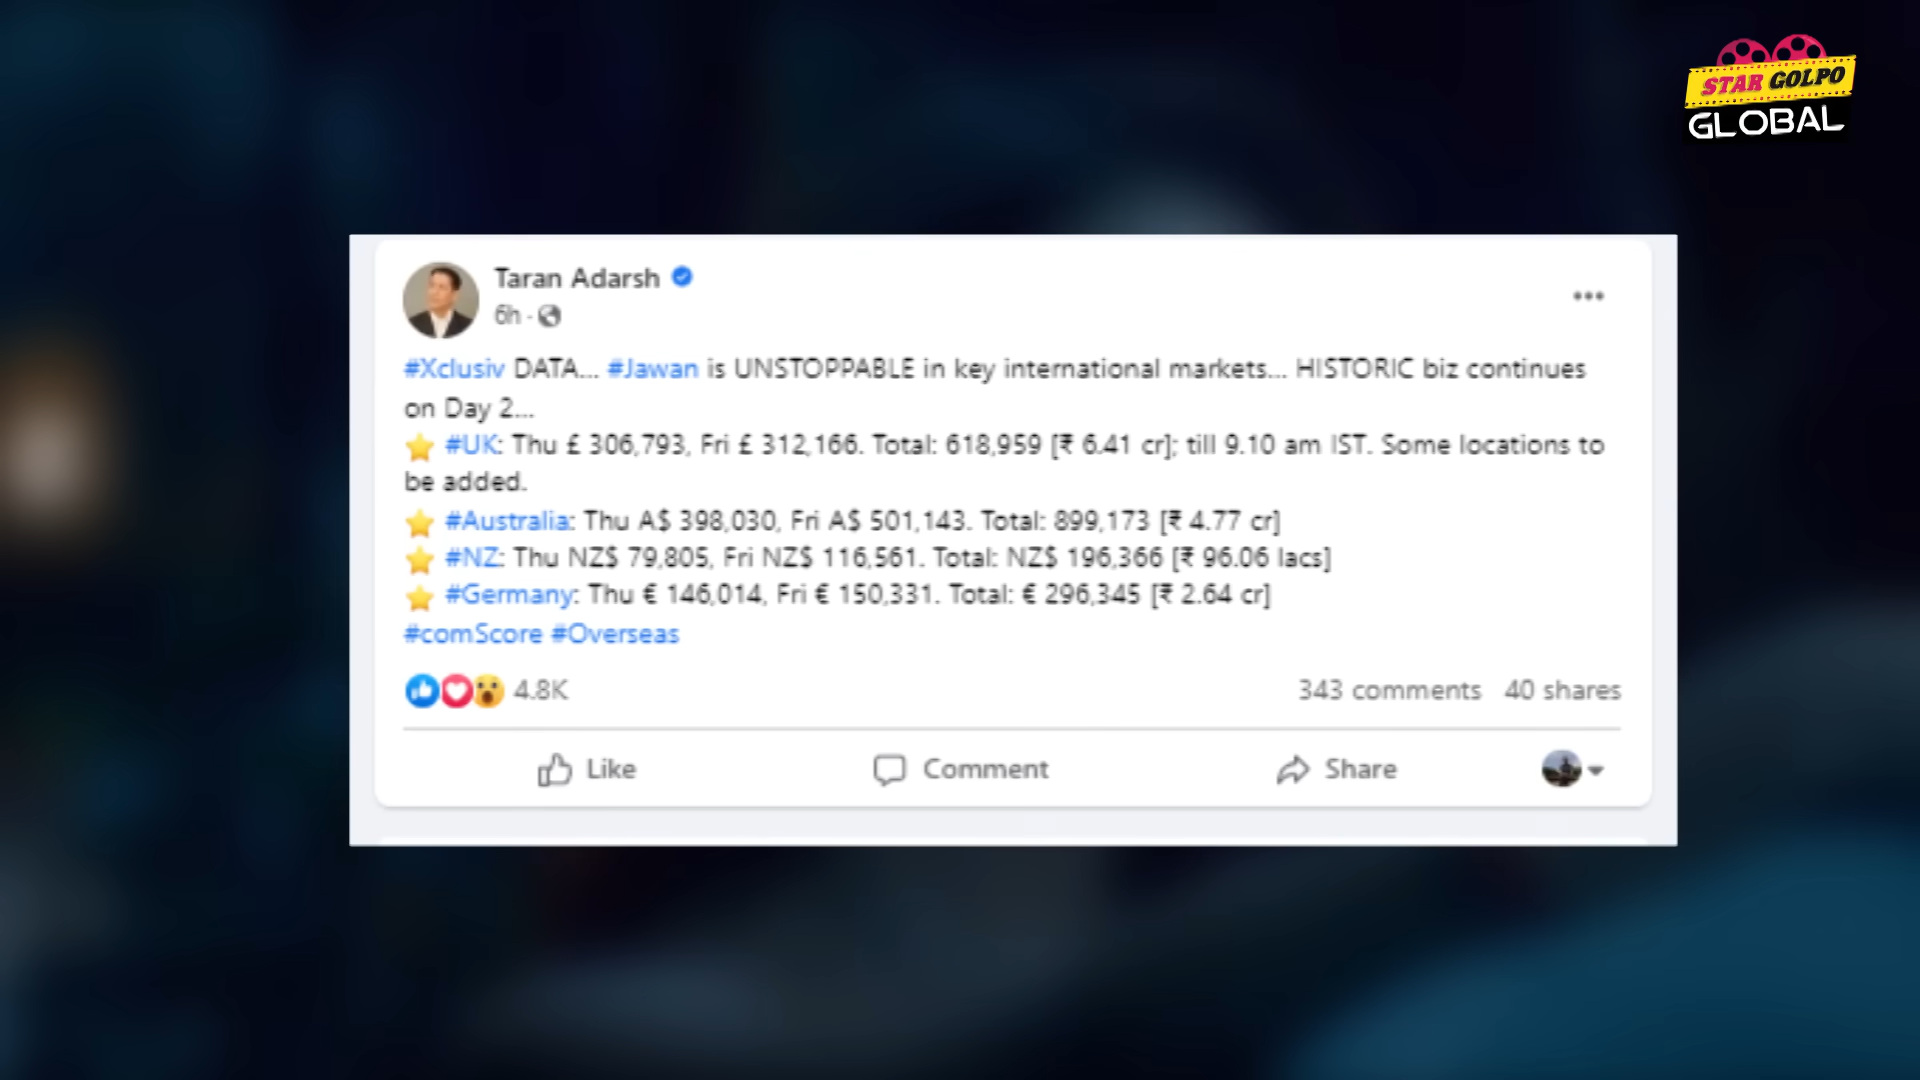 STAR GOLPO
GLOBAL
Taran Adarsh
6h ·
#Xclusiv DATA... #Jawan is UNSTOPPABLE in key international markets... HISTORIC biz continues
on Day 2...
⭐ #UK: Thu £ 306,793, Fri £ 312,166. Total: 618,959 [₹ 6.41 cr]; till 9.10 am IST. Some locations to
be added.
⭐ #Australia: Thu A$ 398,030, Fri A$ 501,143. Total: 899,173 [₹ 4.77 cr]
⭐ #NZ: Thu NZ$ 79,805, Fri NZ$ 116,561. Total: NZ$ 196,366 [₹ 96.06 lacs]
⭐ #Germany: Thu € 146,014, Fri € 150,331. Total: € 296,345 [₹ 2.64 cr]
#comScore #Overseas
4.8K 343 comments 40 shares
Like Comment Share